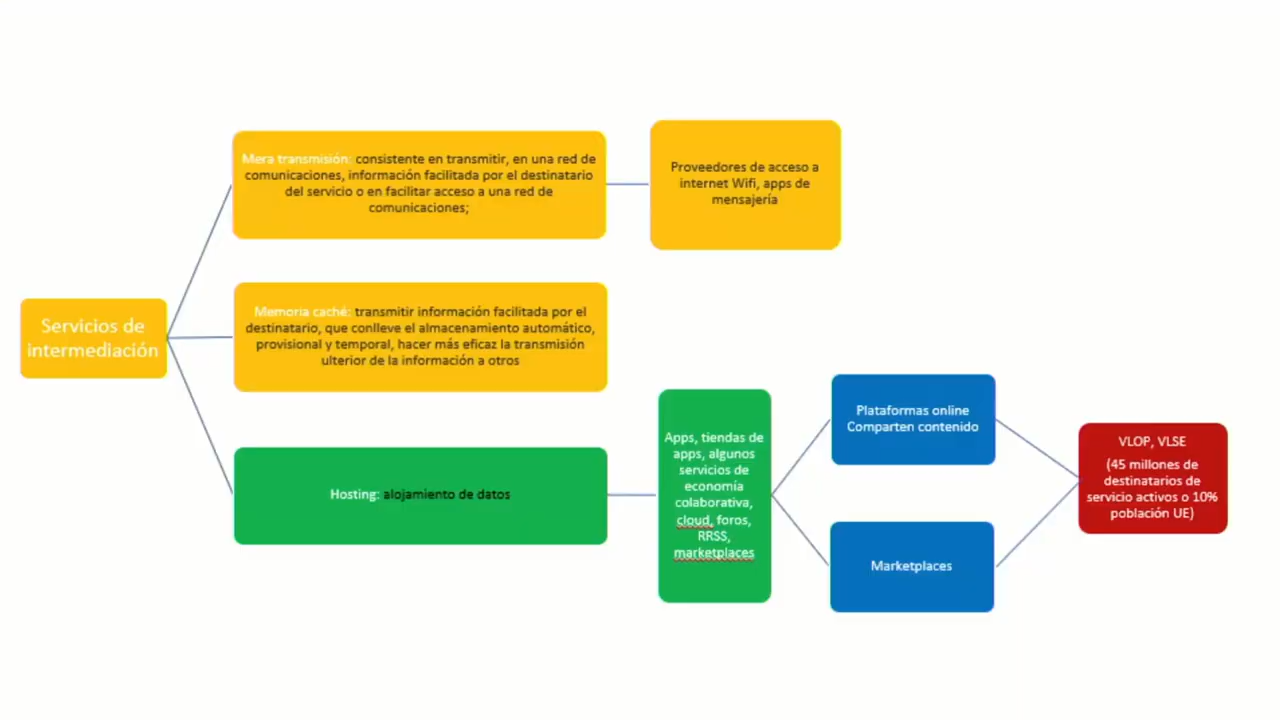 Servicios de
intermediación
Mera transmisión: consistente en transmitir, en una red de
comunicaciones, información facilitada por el destinatario
del servicio o en facilitar acceso a una red de
comunicaciones;
Proveedores de acceso a
internet Wifi, apps de
mensajería
Memoria caché: transmitir información facilitada por el
destinatario, que conlleve el almacenamiento automático,
provisional y temporal, hacer más eficaz la transmisión
ulterior de la información a otros
Hosting: alojamiento de datos
Apps, tiendas de
apps, algunos
servicios de
economía
colaborativa,
cloud, foros,
RRSS,
marketplaces
Plataformas online
Comparten contenido
Marketplaces
VLOP, VLSE
(45 millones de
destinatarios de
servicio activos o 10%
población UE)